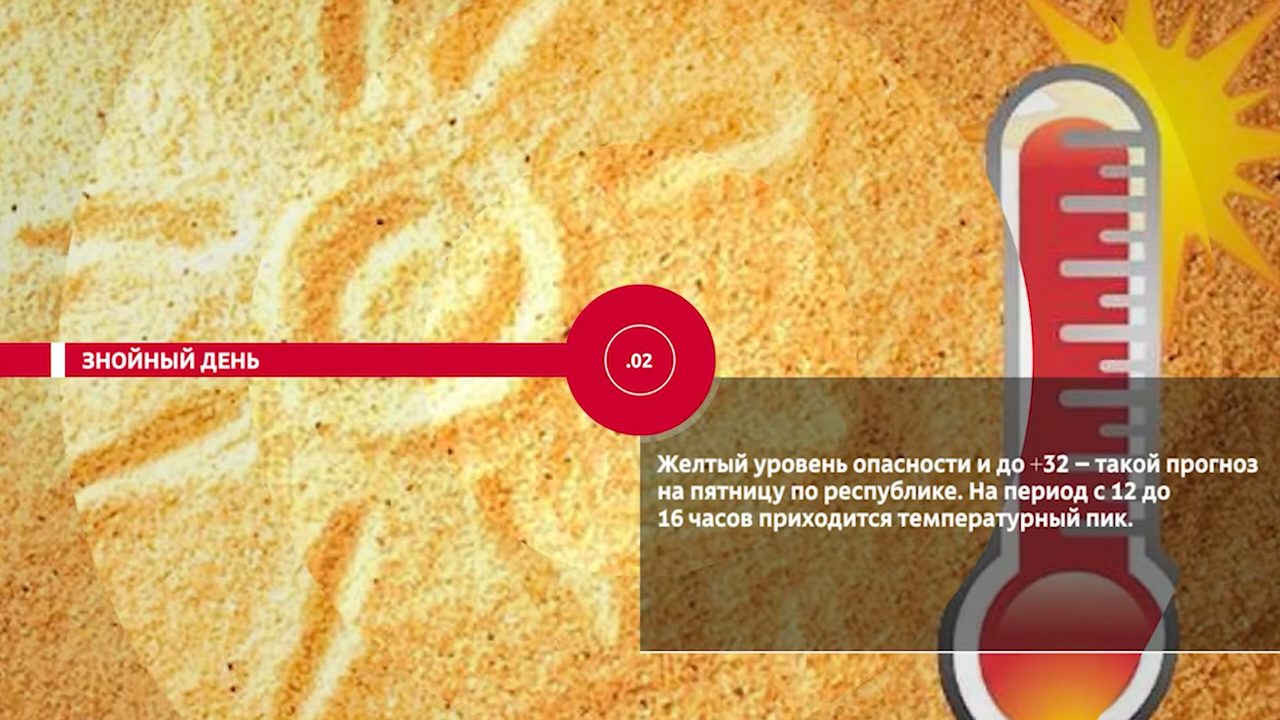 ЗНОЙНЫЙ ДЕНЬ
.02
Желтый уровень опасности и до +32 – такой прогноз
на пятницу по республике. На период с 12 до
16 часов приходится температурный пик.